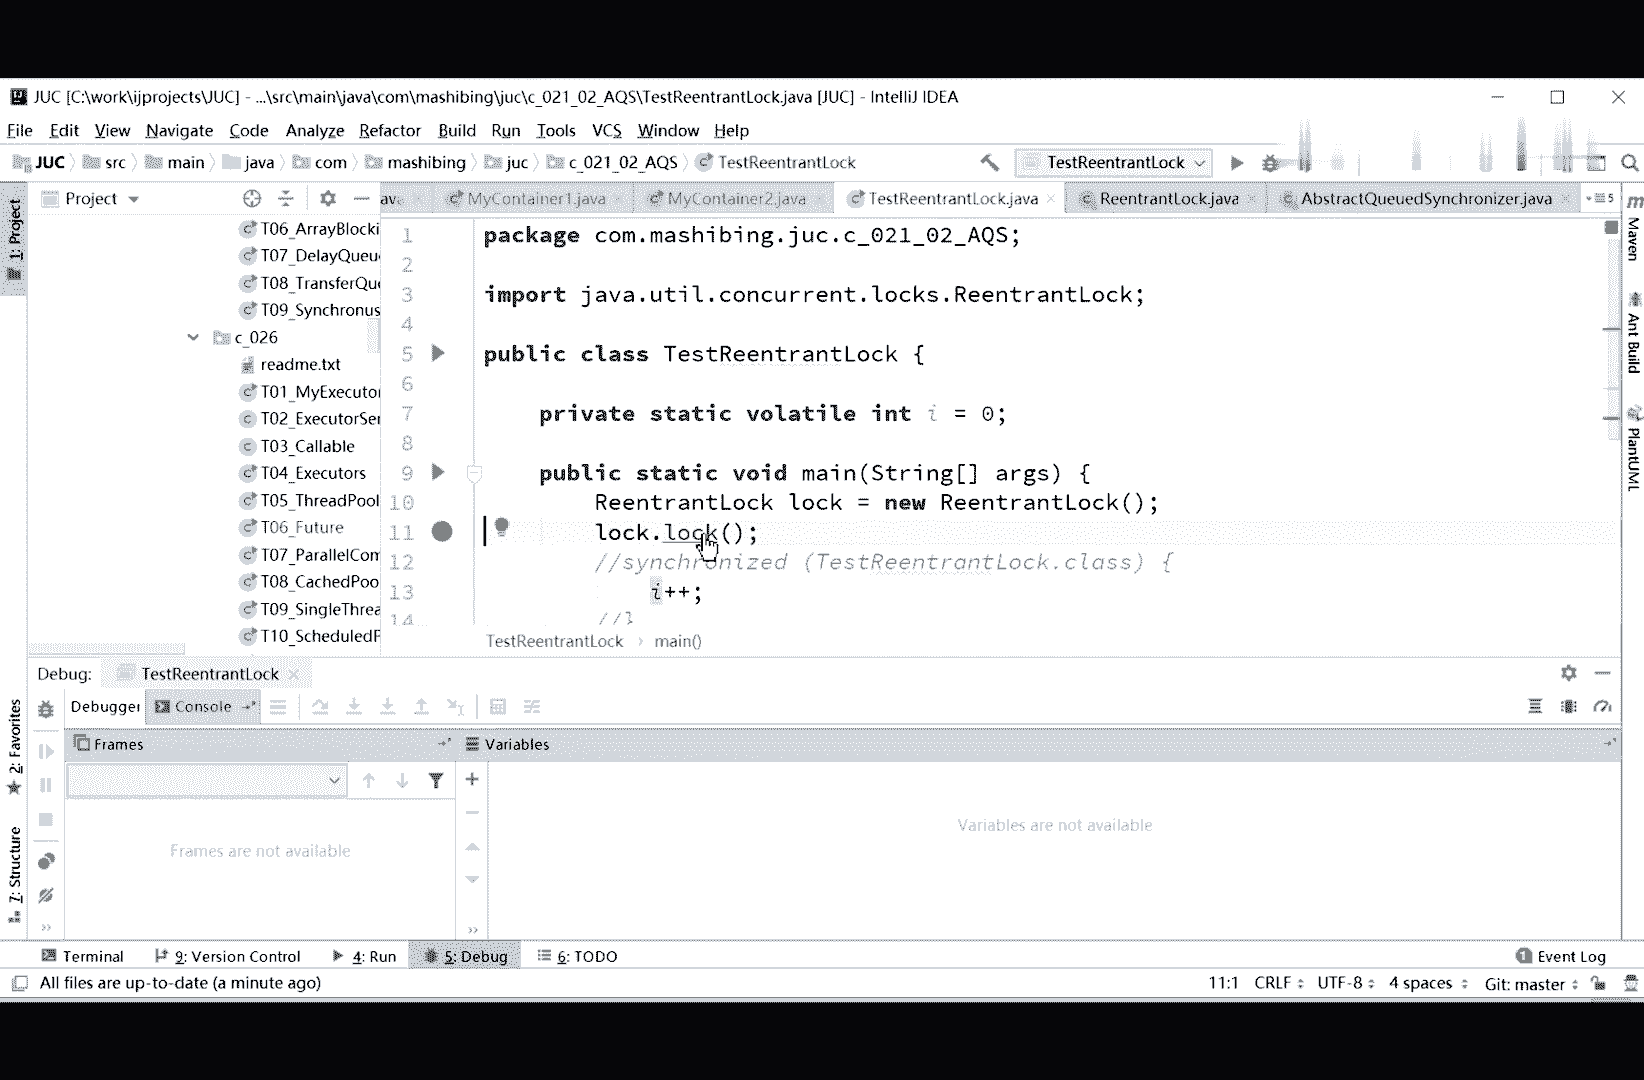 JUC [C:\work\ijprojects\JUC] - ...\src\main\java\com\mashibing\juc\c_021_02_AQS\TestReentrantLock.java [JUC] - IntelliJ IDEA
File Edit View Navigate Code Analyze Refactor Build Run Tools VCS Window Help
JUC src main java com mashibing juc c_021_02_AQS TestReentrantLock TestReentrantLock
Project ava MyContainer1.java MyContainer2.java TestReentrantLock.java ReentrantLock.java AbstractQueuedSynchronizer.java 5
1: Project
T06_ArrayBlocki
T07_DelayQueu
T08_TransferQue
T09_Synchronus
c_026
readme.txt
T01_MyExecutor
T02_ExecutorSer
T03_Callable
T04_Executors
T05_ThreadPool
T06_Future
T07_ParallelCom
T08_CachedPoo
T09_SingleThrea
T10_ScheduledP
1 package com.mashibing.juc.c_021_02_AQS;
2
3 import java.util.concurrent.locks.ReentrantLock;
4
5 public class TestReentrantLock {
6
7 private static volatile int i = 0;
8
9 public static void main(String[] args) {
10 ReentrantLock lock = new ReentrantLock();
11 lock.lock();
12 //synchronized (TestReentrantLock.class) {
13 i++;
14 //}
TestReentrantLock main()
m Maven
Ant Build
PlantUML
Debug: TestReentrantLock
Debugger Console
Frames Variables
Frames are not available
Variables are not available
2: Favorites
7: Structure
Terminal 9: Version Control 4: Run 5: Debug 6: TODO 1 Event Log
All files are up-to-date (a minute ago) 11:1 CRLF UTF-8 4 spaces Git: master